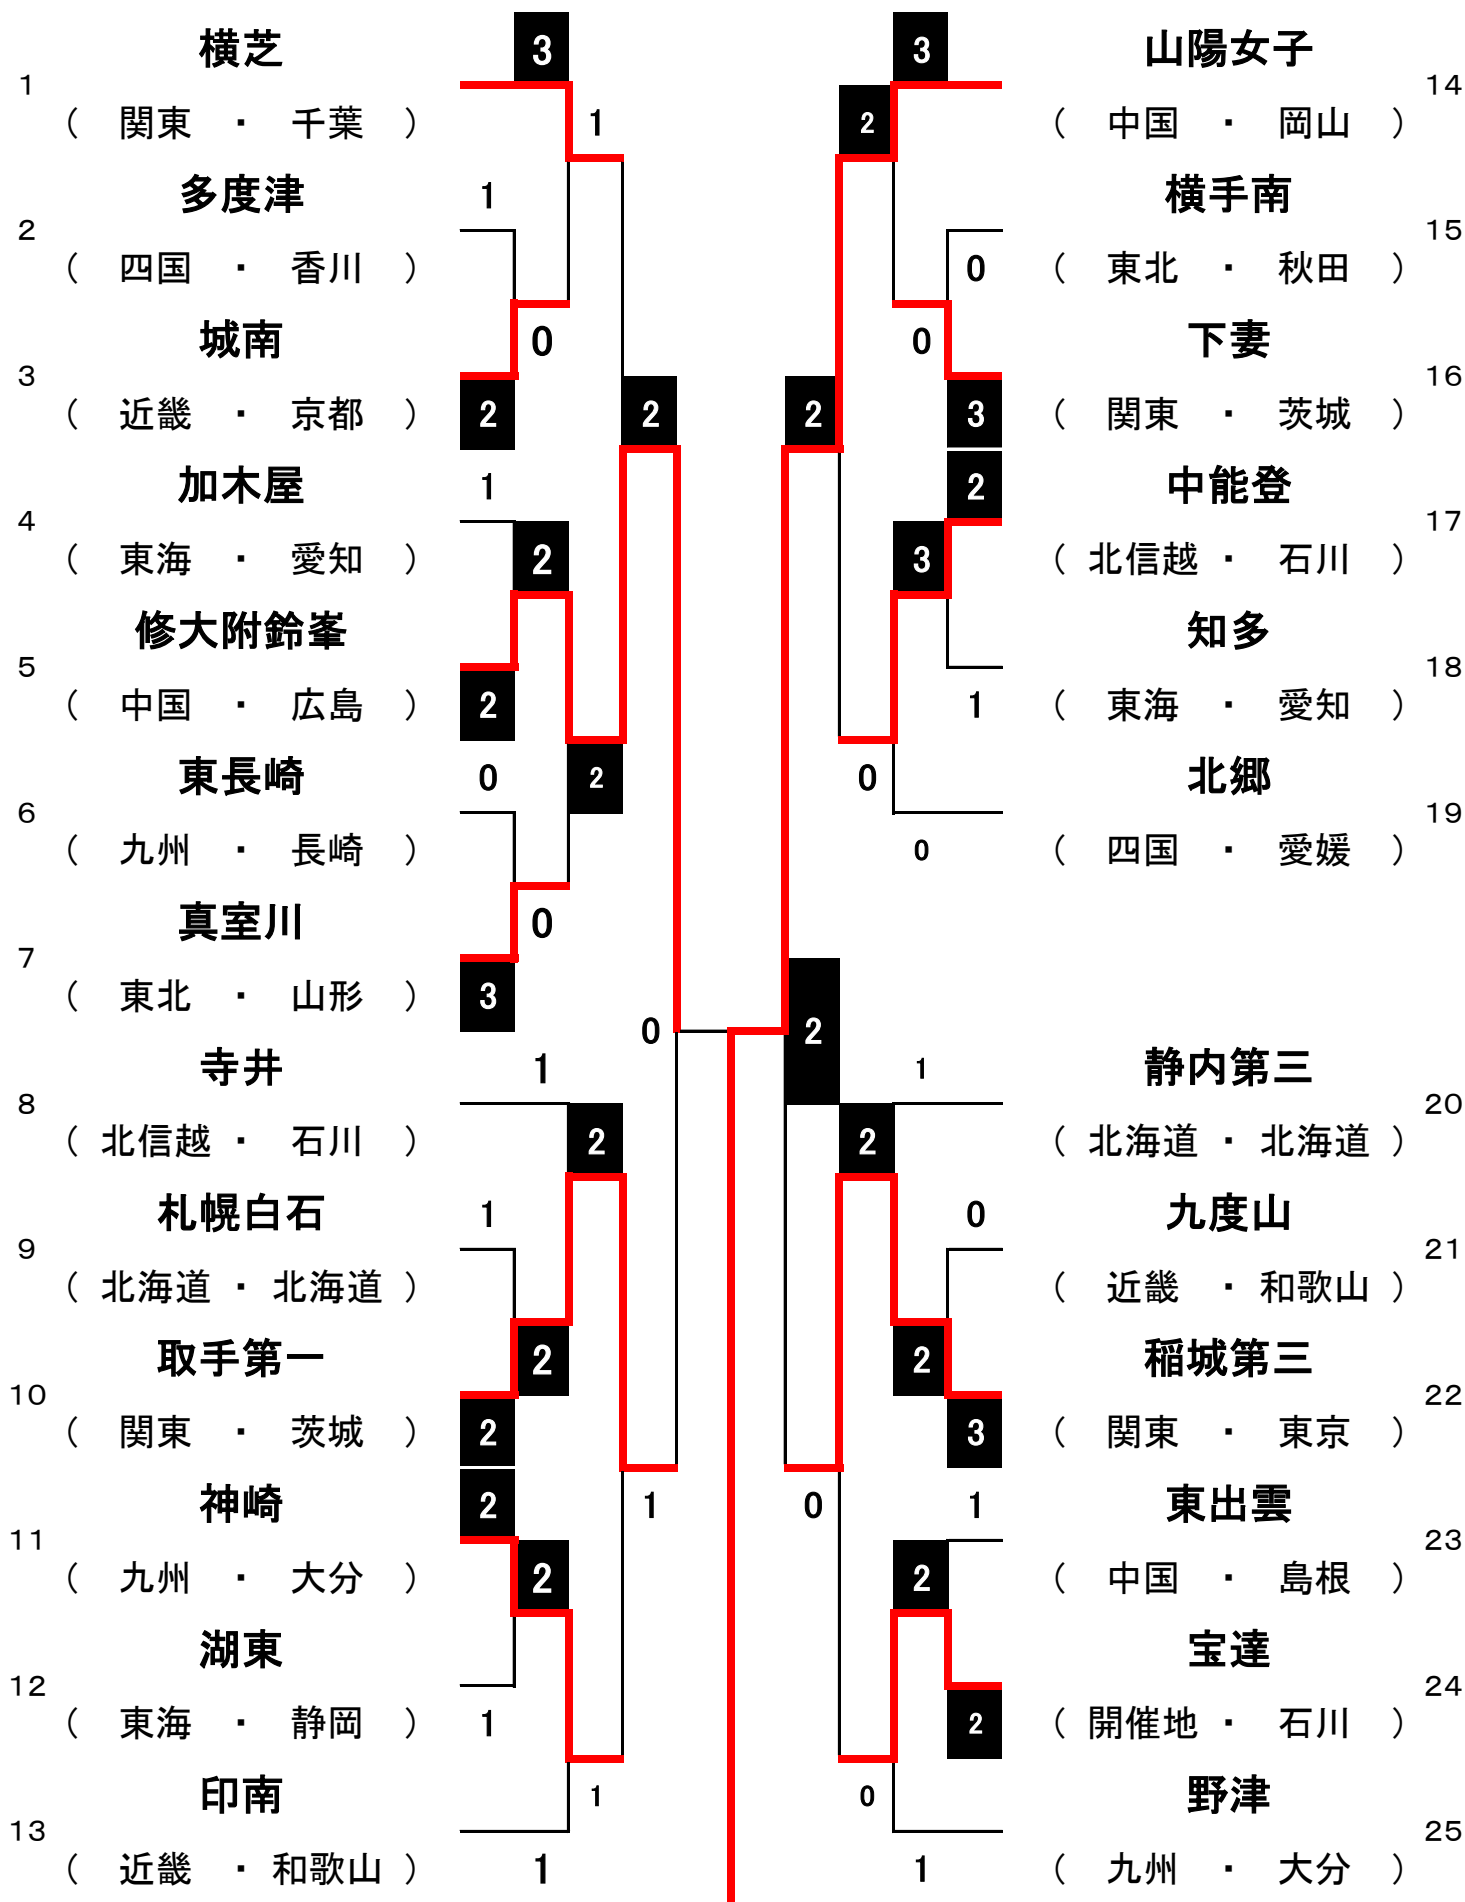 横芝 3 3 山陽女子
1 14
( 関東 ・ 千葉 ) 1 2 ( 中国 ・ 岡山 )
多度津 1 横手南
2 15
( 四国 ・ 香川 ) 0 ( 東北 ・ 秋田 )
城南 0 0 下妻
3 16
( 近畿 ・ 京都 ) 2 2 2 3 ( 関東 ・ 茨城 )
加木屋 1 2 中能登
4 17
( 東海 ・ 愛知 ) 2 3 ( 北信越 ・ 石川 )
修大附鈴峯 知多
5 18
( 中国 ・ 広島 ) 2 1 ( 東海 ・ 愛知 )
東長崎 0 2 0 北郷
6 19
( 九州 ・ 長崎 ) 0 ( 四国 ・ 愛媛 )
真室川 0
7
( 東北 ・ 山形 ) 3
0 2
寺井 1 1 静内第三
8 20
( 北信越 ・ 石川 ) 2 2 ( 北海道 ・ 北海道 )
札幌白石 1 0 九度山
9 21
( 北海道 ・ 北海道 ) ( 近畿 ・ 和歌山 )
取手第一 2 2 稲城第三
10 22
( 関東 ・ 茨城 ) 2 3 ( 関東 ・ 東京 )
神崎 2 1 0 1 東出雲
11 23
( 九州 ・ 大分 ) 2 2 ( 中国 ・ 島根 )
湖東 宝達
12 24
( 東海 ・ 静岡 ) 1 2 ( 開催地 ・ 石川 )
印南 1 0 野津
13 25
( 近畿 ・ 和歌山 ) 1 1 ( 九州 ・ 大分 )